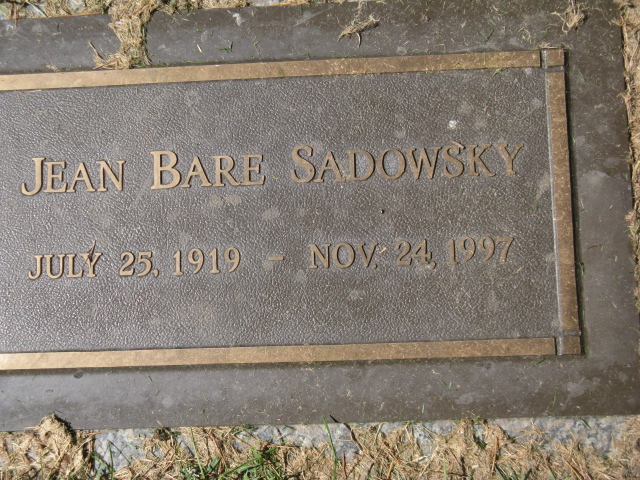 JEAN BARE SADOWSKY
JULY 25, 1919 - NOV. 24, 1997